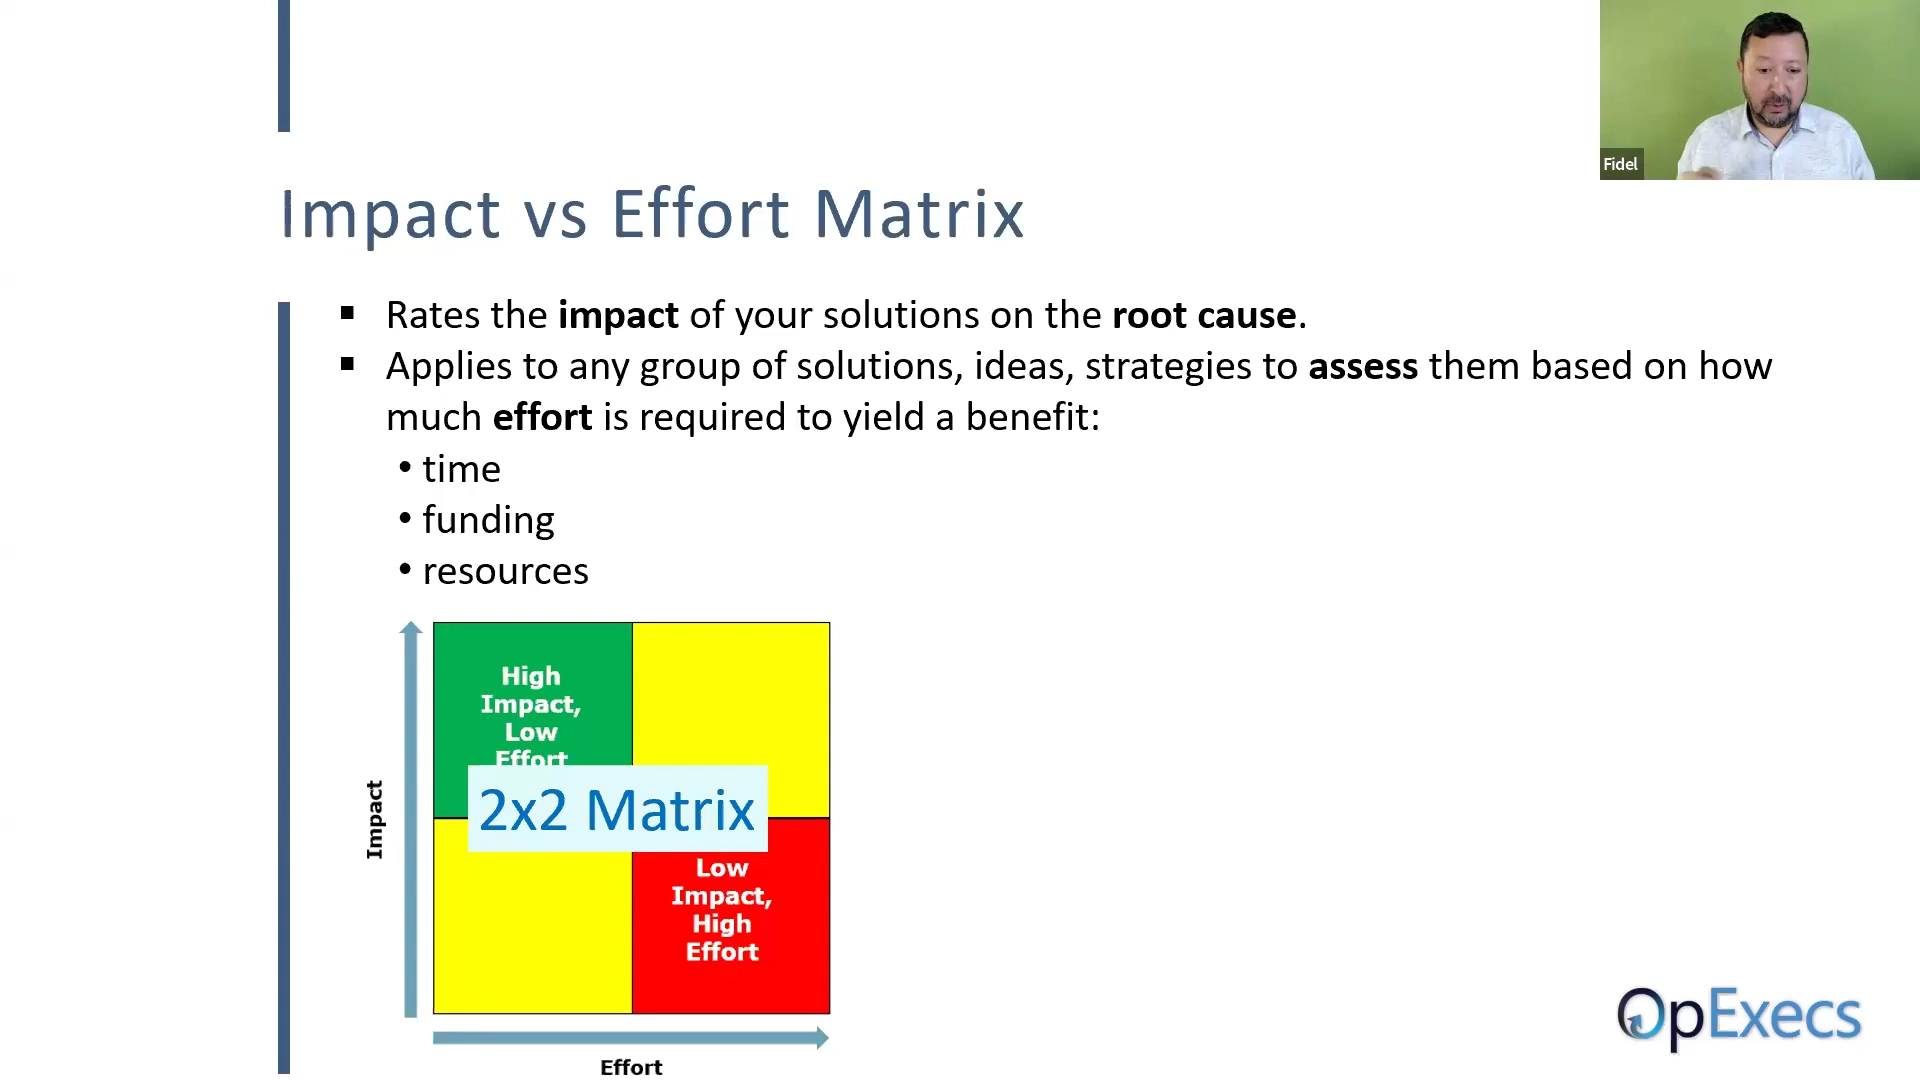 Fidel
Impact vs Effort Matrix
▪ Rates the impact of your solutions on the root cause.
▪ Applies to any group of solutions, ideas, strategies to assess them based on how
much effort is required to yield a benefit:
• time
• funding
• resources
High
Impact,
Low
Effort
2x2 Matrix
Low
Impact,
High
Effort
Impact
Effort
OpExecs